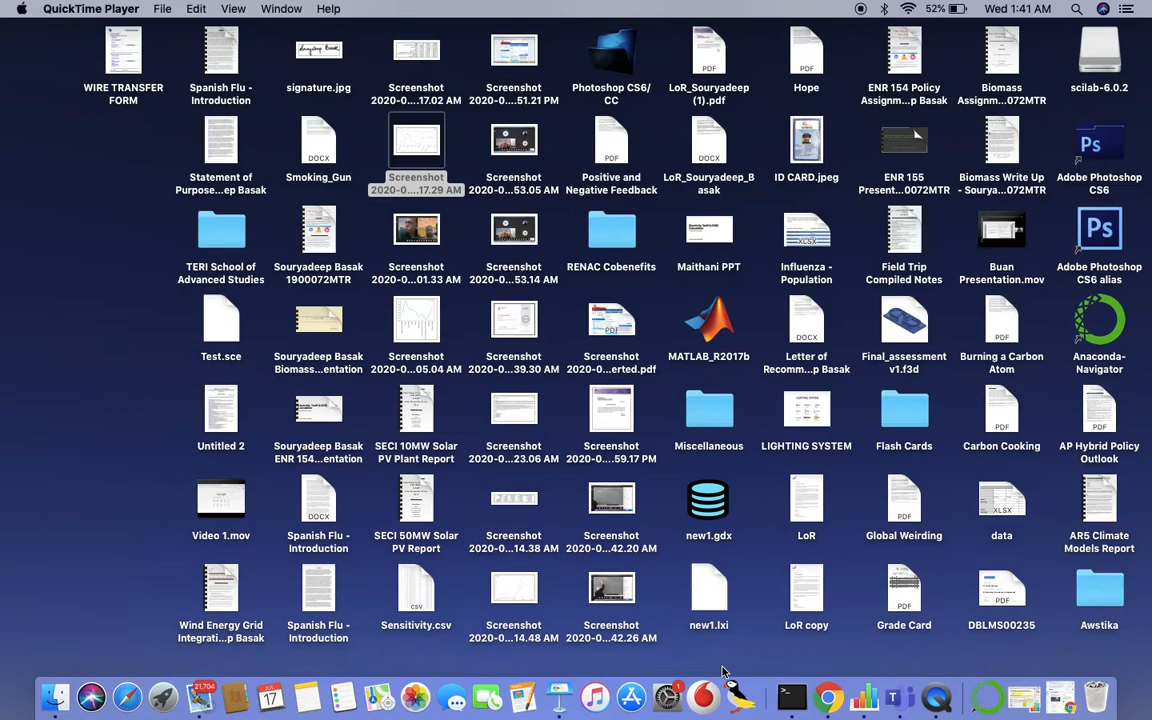 QuickTime Player File Edit View Window Help 52% Wed 1:41 AM
WIRE TRANSFER
FORM
Spanish Flu -
Introduction
signature.jpg
Screenshot
2020-0....17.02 AM
Screenshot
2020-0....51.21 PM
Photoshop CS6/
CC
LoR_Souryadeep
(1).pdf
Hope
ENR 154 Policy
Assignm...p Basak
Biomass
Assignm...072MTR
scilab-6.0.2
Statement of
Purpose...ep Basak
Smoking_Gun
Screenshot
2020-0....17.29 AM
Screenshot
2020-0....53.05 AM
Positive and
Negative Feedback
LoR_Souryadeep_B
asak
ID CARD.jpeg
ENR 155
Present...0072MTR
Biomass Write Up
- Sourya...072MTR
Adobe Photoshop
CS6
TERI School of
Advanced Studies
Souryadeep Basak
1900072MTR
Screenshot
2020-0....01.33 AM
Screenshot
2020-0....53.14 AM
RENAC Cobenefits
Maithani PPT
Influenza -
Population
Field Trip
Compiled Notes
Buan
Presentation.mov
Adobe Photoshop
CS6 alias
Test.sce
Souryadeep Basak
Biomass...entation
Screenshot
2020-0....05.04 AM
Screenshot
2020-0....39.30 AM
Screenshot
2020-0...erted.pdf
MATLAB_R2017b
Letter of
Recomm...p Basak
Final_assessment
v1.f3d
Burning a Carbon
Atom
Anaconda-
Navigator
Untitled 2
Souryadeep Basak
ENR 154...entation
SECI 10MW Solar
PV Plant Report
Screenshot
2020-0....23.06 AM
Screenshot
2020-0....59.17 PM
Miscellaneous
LIGHTING SYSTEM
Flash Cards
Carbon Cooking
AP Hybrid Policy
Outlook
Video 1.mov
Spanish Flu -
Introduction
SECI 50MW Solar
PV Report
Screenshot
2020-0....14.38 AM
Screenshot
2020-0....42.20 AM
new1.gdx
LoR
Global Weirding
data
AR5 Climate
Models Report
Wind Energy Grid
Integrati...p Basak
Spanish Flu -
Introduction
Sensitivity.csv
Screenshot
2020-0....14.48 AM
Screenshot
2020-0....42.26 AM
new1.lxi
LoR copy
Grade Card
DBLMS00235
Awstika
21,704
JUL
17
1